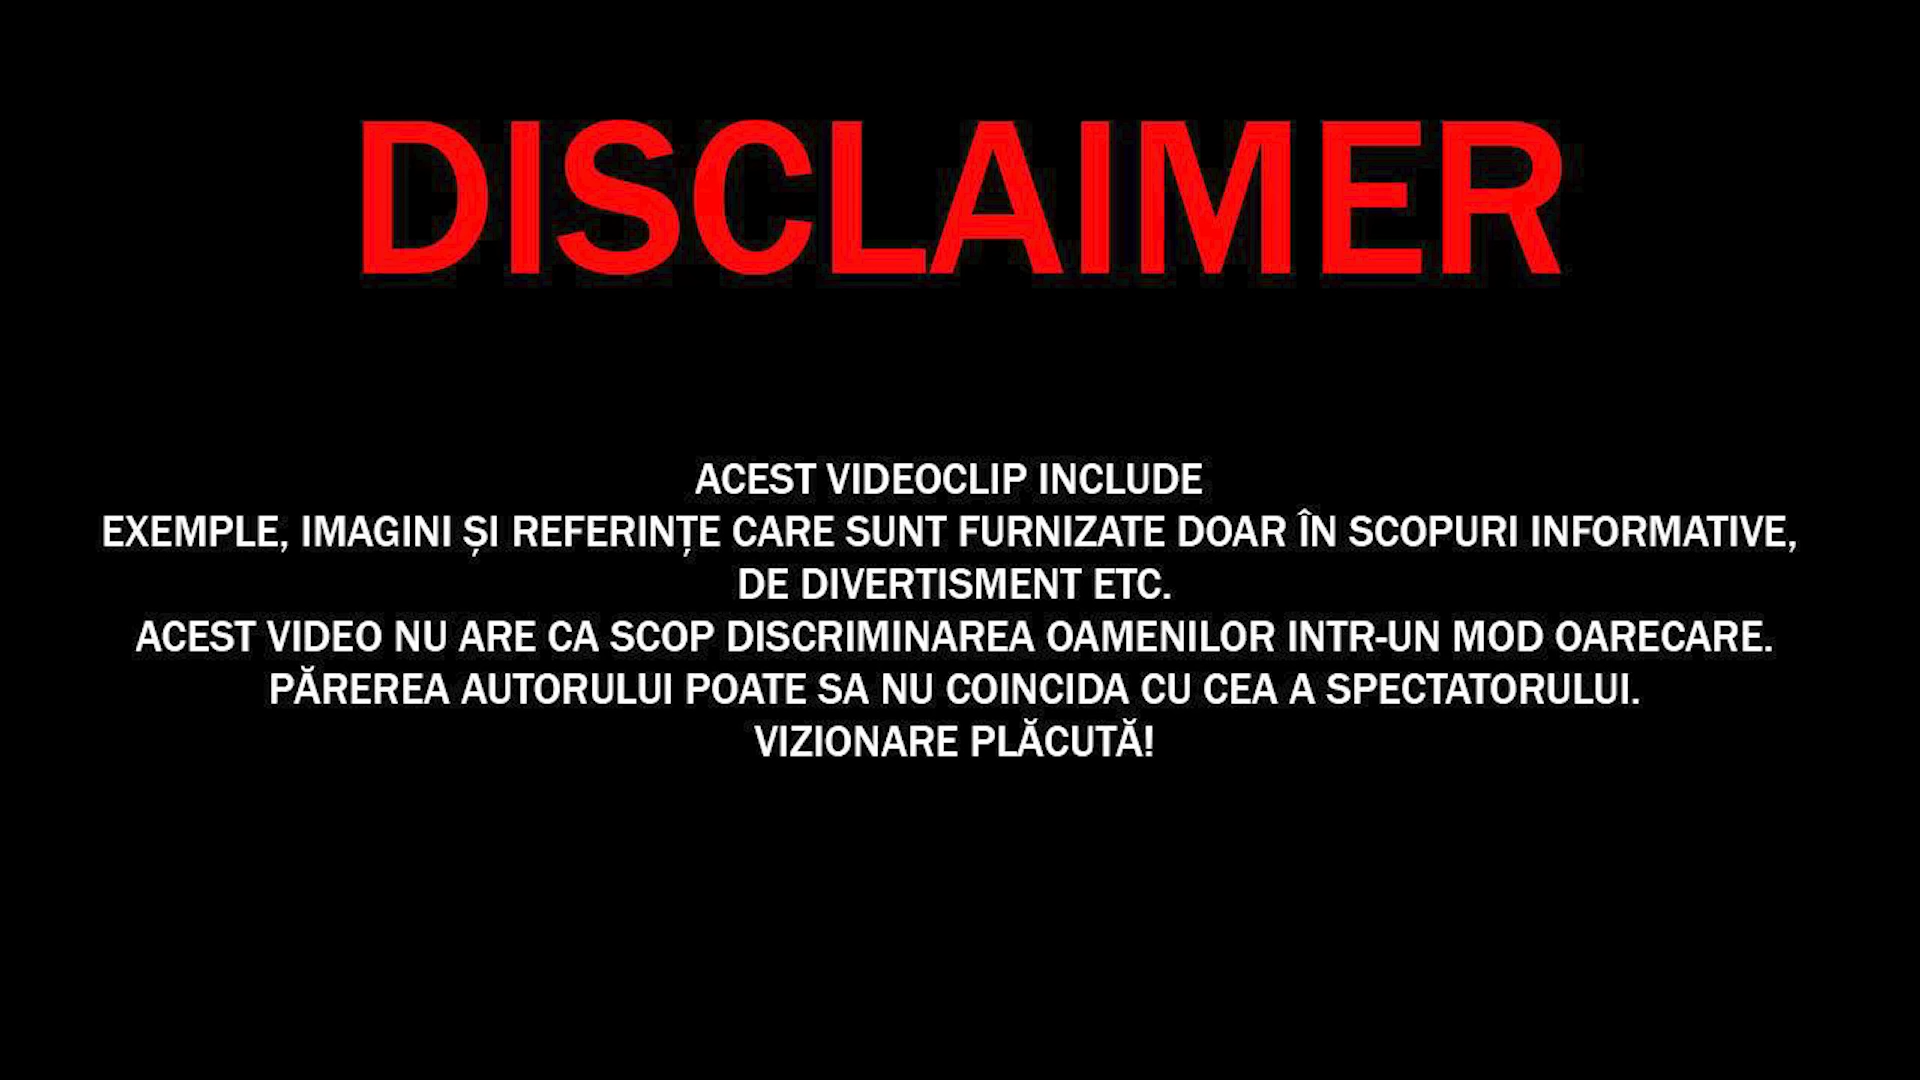 DISCLAIMER
ACEST VIDEOCLIP INCLUDE
EXEMPLE, IMAGINI ȘI REFERINȚE CARE SUNT FURNIZATE DOAR ÎN SCOPURI INFORMATIVE,
DE DIVERTISMENT ETC.
ACEST VIDEO NU ARE CA SCOP DISCRIMINAREA OAMENILOR INTR-UN MOD OARECARE.
PĂREREA AUTORULUI POATE SA NU COINCIDA CU CEA A SPECTATORULUI.
VIZIONARE PLĂCUTĂ!